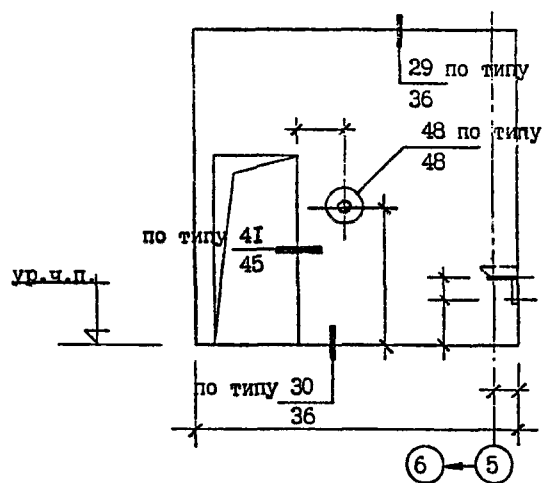 29 по типу
36
48 по типу
48
по типу 41
45
ур.ч.п.
по типу 30
36
6 5